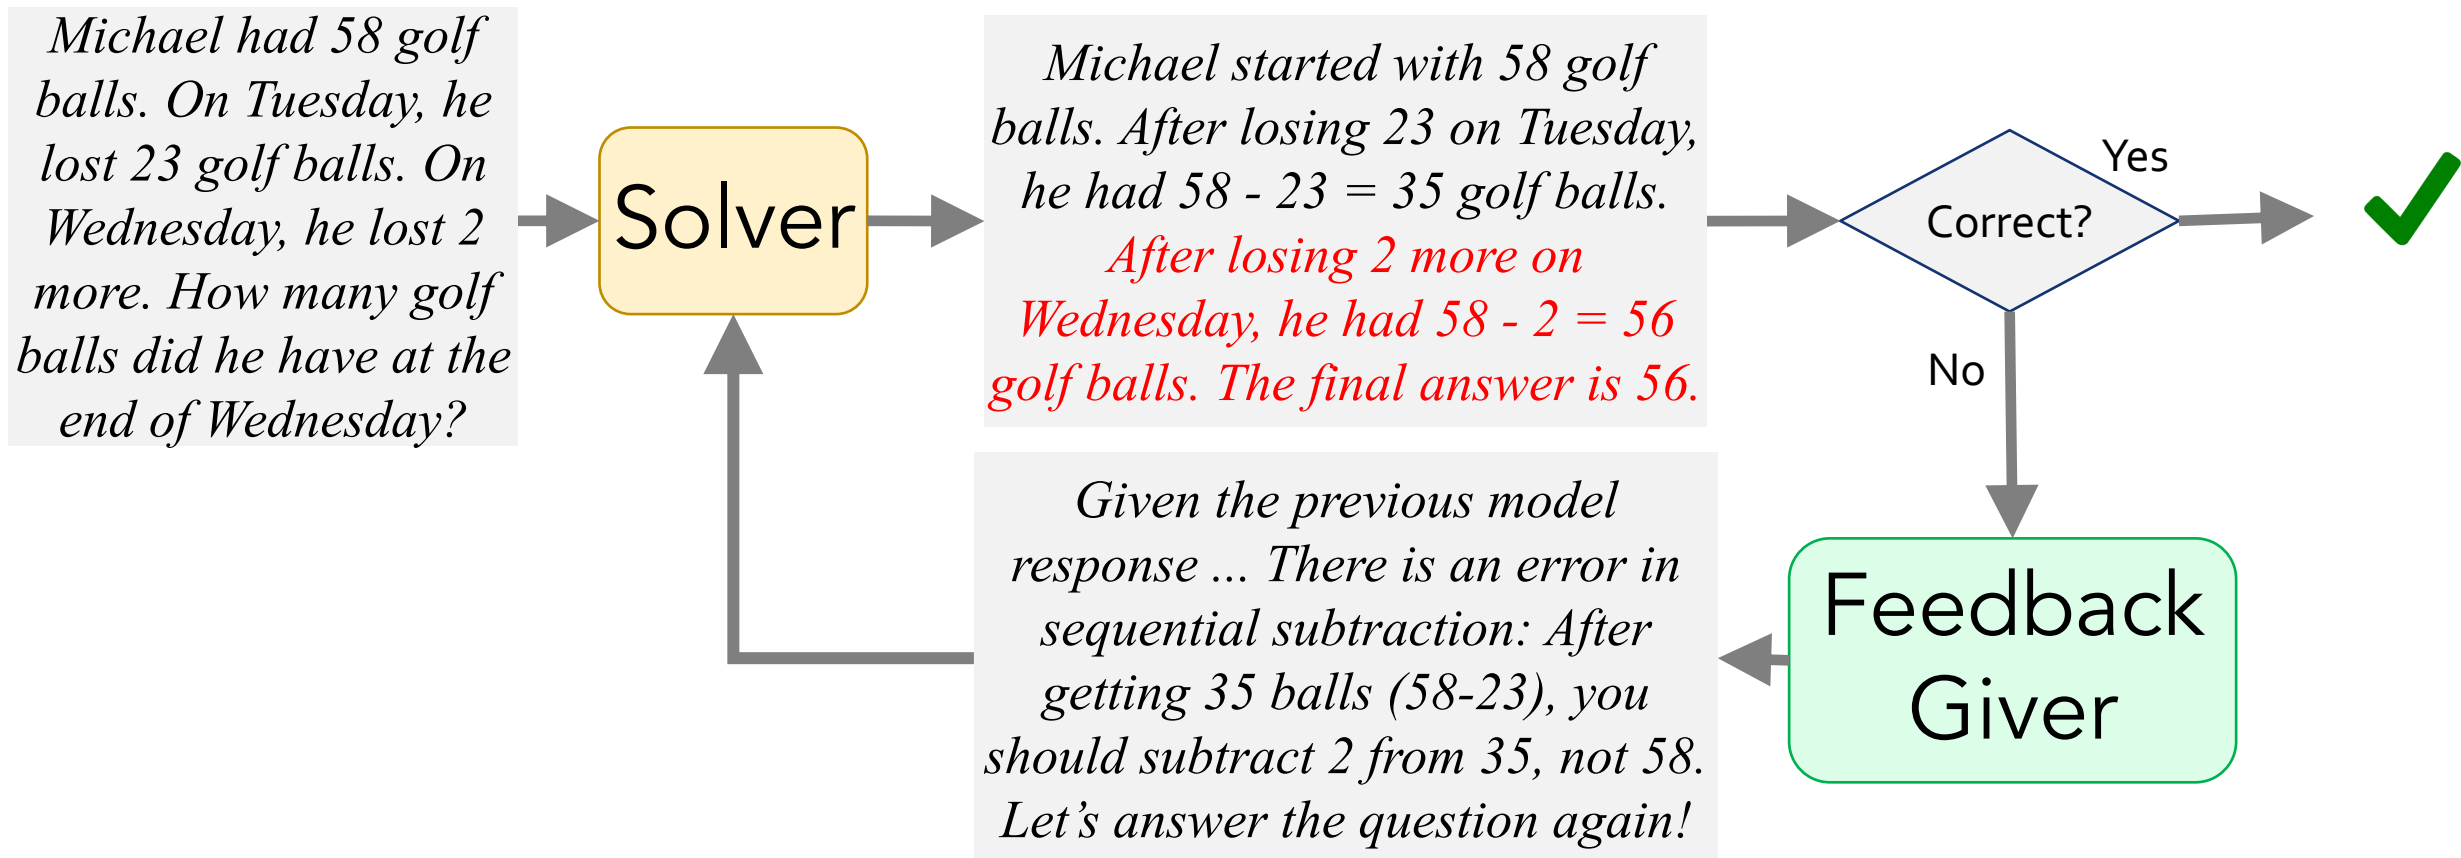 Michael had 58 golf
balls. On Tuesday, he
lost 23 golf balls. On
Wednesday, he lost 2
more. How many golf
balls did he have at the
end of Wednesday?
Solver
Michael started with 58 golf
balls. After losing 23 on Tuesday,
he had 58 - 23 = 35 golf balls.
After losing 2 more on
Wednesday, he had 58 - 2 = 56
golf balls. The final answer is 56.
Correct?
Yes
No
Feedback
Giver
Given the previous model
response ... There is an error in
sequential subtraction: After
getting 35 balls (58-23), you
should subtract 2 from 35, not 58.
Let’s answer the question again!